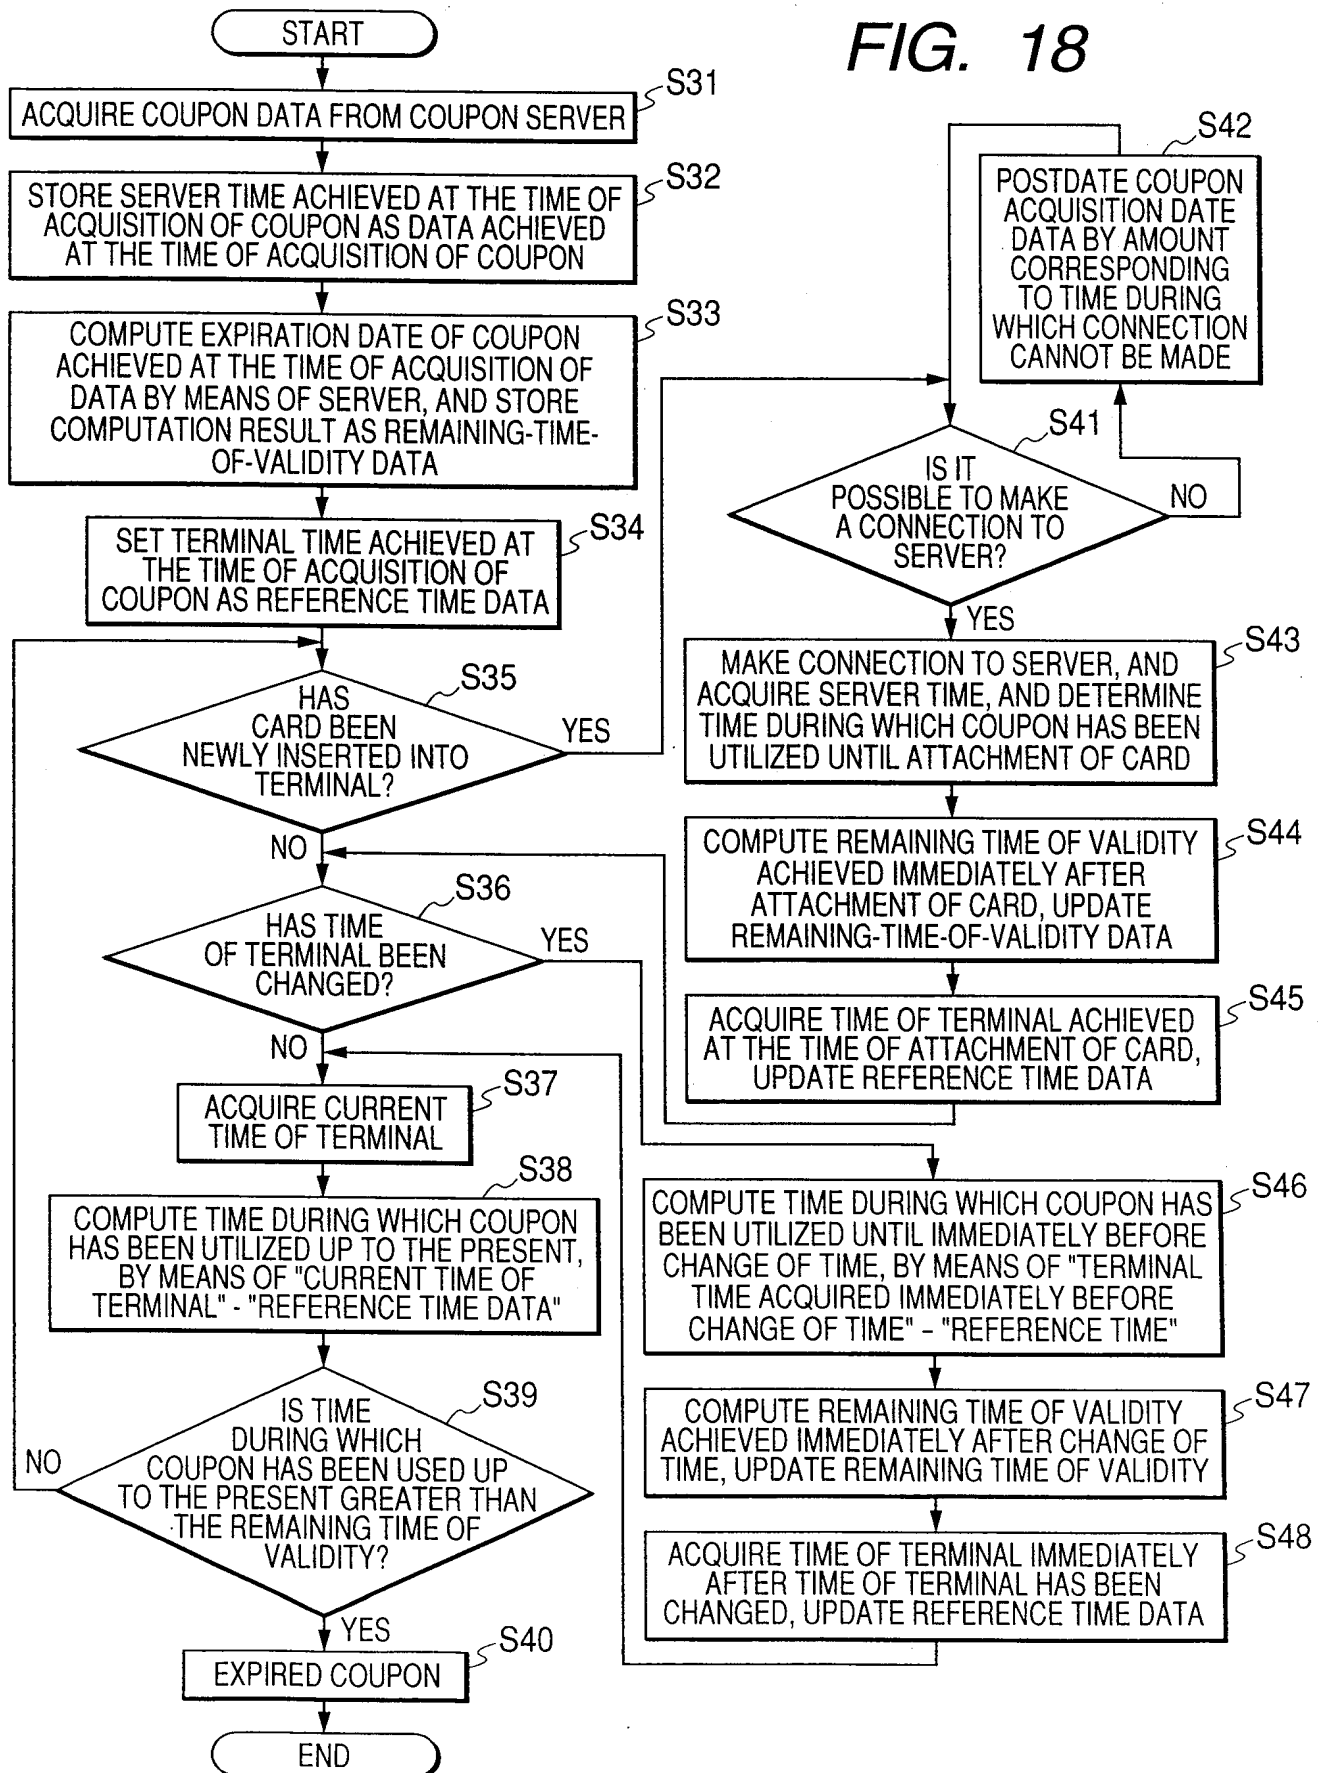 START
FIG. 18
S31
ACQUIRE COUPON DATA FROM COUPON SERVER
S32
STORE SERVER TIME ACHIEVED AT THE TIME OF
ACQUISITION OF COUPON AS DATA ACHIEVED
AT THE TIME OF ACQUISITION OF COUPON
S33
COMPUTE EXPIRATION DATE OF COUPON
ACHIEVED AT THE TIME OF ACQUISITION OF
DATA BY MEANS OF SERVER, AND STORE
COMPUTATION RESULT AS REMAINING-TIME-
OF-VALIDITY DATA
S34
SET TERMINAL TIME ACHIEVED AT
THE TIME OF ACQUISITION OF
COUPON AS REFERENCE TIME DATA
S35
HAS
CARD BEEN
NEWLY INSERTED INTO
TERMINAL?
YES
NO
S36
HAS TIME
OF TERMINAL BEEN
CHANGED?
YES
NO
S37
ACQUIRE CURRENT
TIME OF TERMINAL
S38
COMPUTE TIME DURING WHICH COUPON
HAS BEEN UTILIZED UP TO THE PRESENT,
BY MEANS OF "CURRENT TIME OF
TERMINAL" - "REFERENCE TIME DATA"
S39
IS TIME
DURING WHICH
COUPON HAS BEEN USED UP
TO THE PRESENT GREATER THAN
THE REMAINING TIME OF
VALIDITY?
NO
YES
S40
EXPIRED COUPON
END
S42
POSTDATE COUPON
ACQUISITION DATE
DATA BY AMOUNT
CORRESPONDING
TO TIME DURING
WHICH CONNECTION
CANNOT BE MADE
S41
IS IT
POSSIBLE TO MAKE
A CONNECTION TO
SERVER?
NO
YES
S43
MAKE CONNECTION TO SERVER, AND
ACQUIRE SERVER TIME, AND DETERMINE
TIME DURING WHICH COUPON HAS BEEN
UTILIZED UNTIL ATTACHMENT OF CARD
S44
COMPUTE REMAINING TIME OF VALIDITY
ACHIEVED IMMEDIATELY AFTER
ATTACHMENT OF CARD, UPDATE
REMAINING-TIME-OF-VALIDITY DATA
S45
ACQUIRE TIME OF TERMINAL ACHIEVED
AT THE TIME OF ATTACHMENT OF CARD,
UPDATE REFERENCE TIME DATA
S46
COMPUTE TIME DURING WHICH COUPON HAS
BEEN UTILIZED UNTIL IMMEDIATELY BEFORE
CHANGE OF TIME, BY MEANS OF "TERMINAL
TIME ACQUIRED IMMEDIATELY BEFORE
CHANGE OF TIME" - "REFERENCE TIME"
S47
COMPUTE REMAINING TIME OF VALIDITY
ACHIEVED IMMEDIATELY AFTER CHANGE OF
TIME, UPDATE REMAINING TIME OF VALIDITY
S48
ACQUIRE TIME OF TERMINAL IMMEDIATELY
AFTER TIME OF TERMINAL HAS BEEN
CHANGED, UPDATE REFERENCE TIME DATA